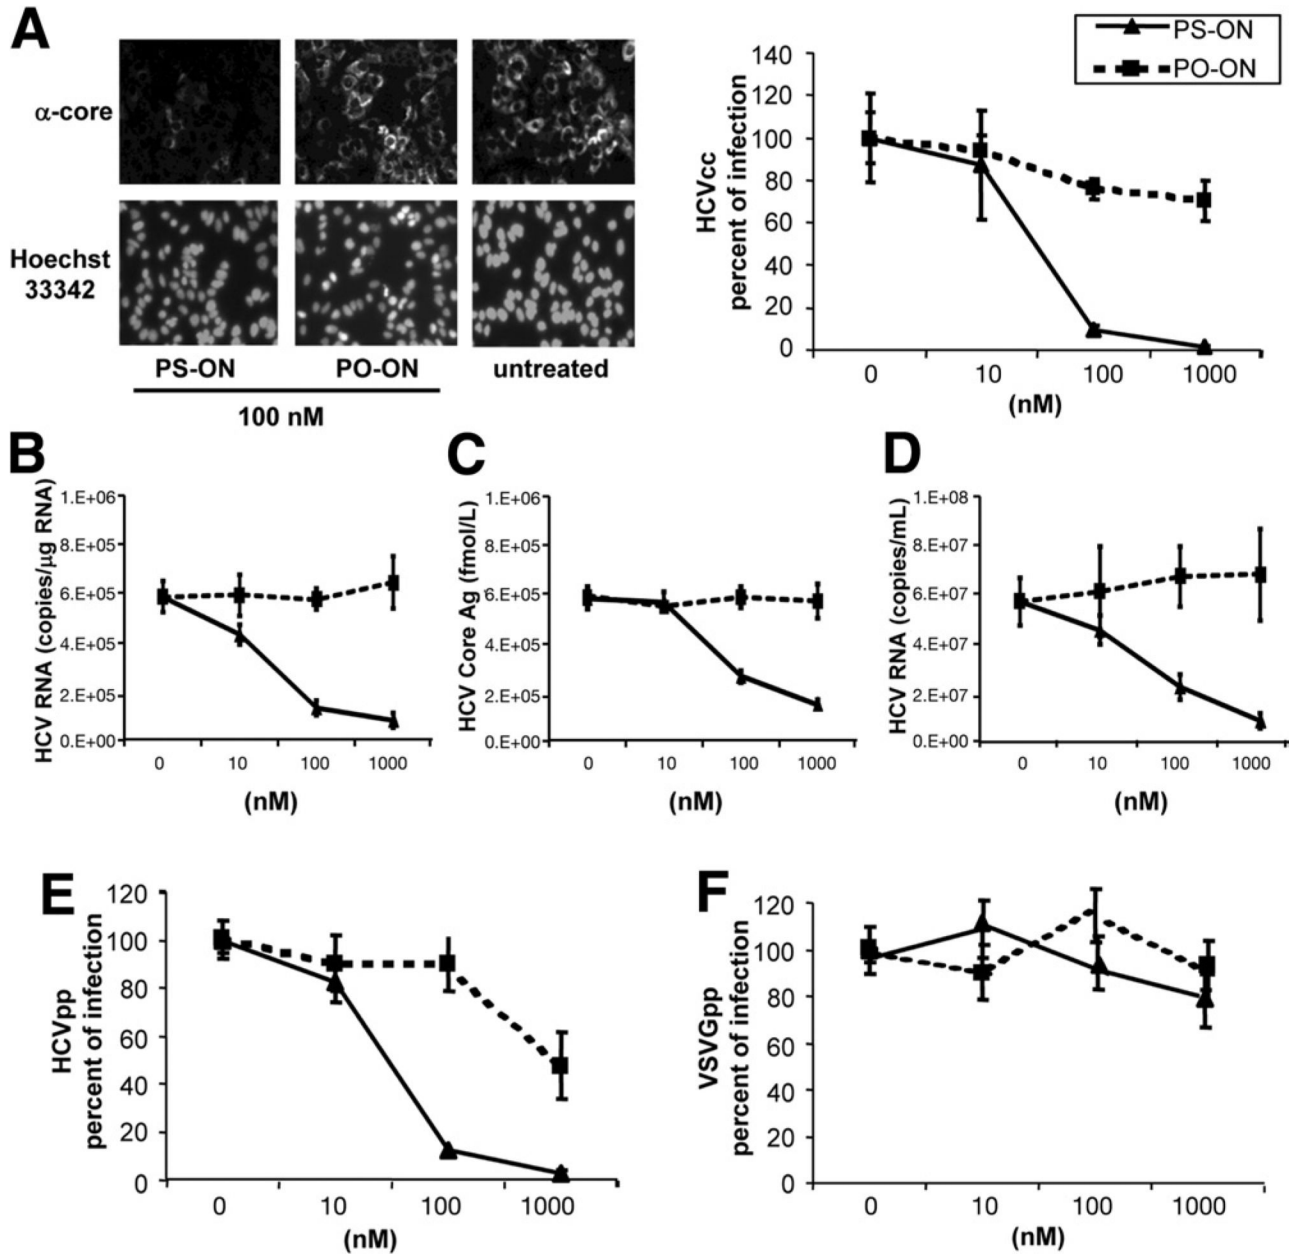 A
α-core
Hoechst
33342
PS-ON
PO-ON
untreated
100 nM
PS-ON
PO-ON
HCVcc
percent of infection
140
120
100
80
60
40
20
0
0 10 100 1000
(nM)
B
HCV RNA (copies/µg RNA)
1.E+06
8.E+05
6.E+05
4.E+05
2.E+05
0.E+00
0 10 100 1000
(nM)
C
HCV Core Ag (fmol/L)
1.E+06
8.E+05
6.E+05
4.E+05
2.E+05
0.E+00
0 10 100 1000
(nM)
D
HCV RNA (copies/mL)
1.E+08
8.E+07
6.E+07
4.E+07
2.E+07
0.E+00
0 10 100 1000
(nM)
E
HCVpp
percent of infection
120
100
80
60
40
20
0
0 10 100 1000
(nM)
F
VSVGpp
percent of infection
120
100
80
60
40
20
0
0 10 100 1000
(nM)